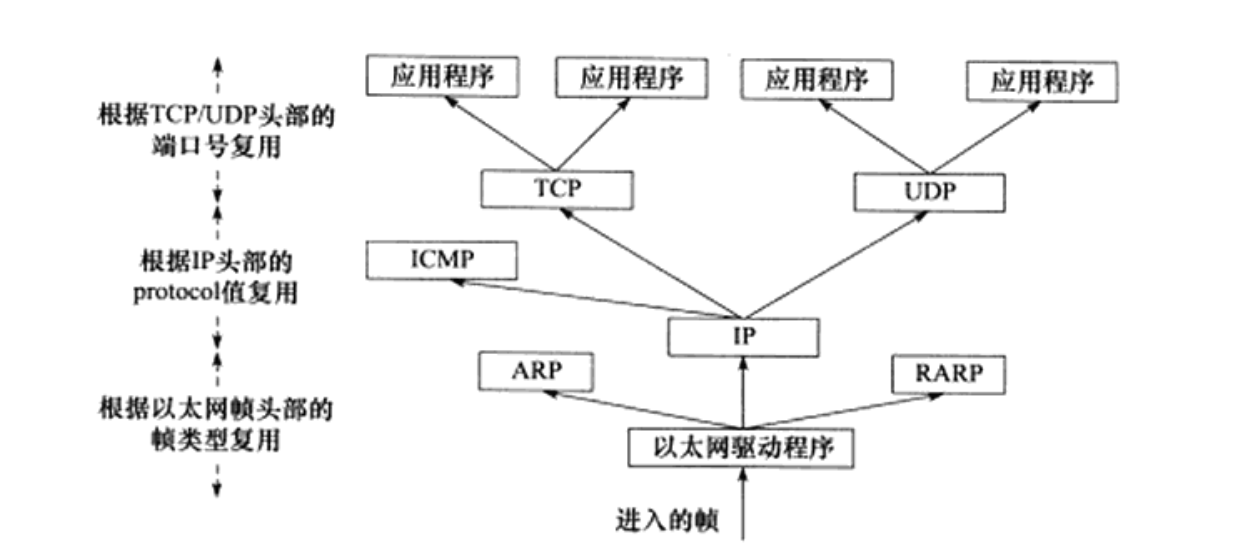 应用程序 应用程序 应用程序 应用程序
根据TCP/UDP头部的
端口号复用
TCP UDP
根据IP头部的
protocol值复用
ICMP
IP
ARP RARP
根据以太网帧头部的
帧类型复用
以太网驱动程序
进入的帧